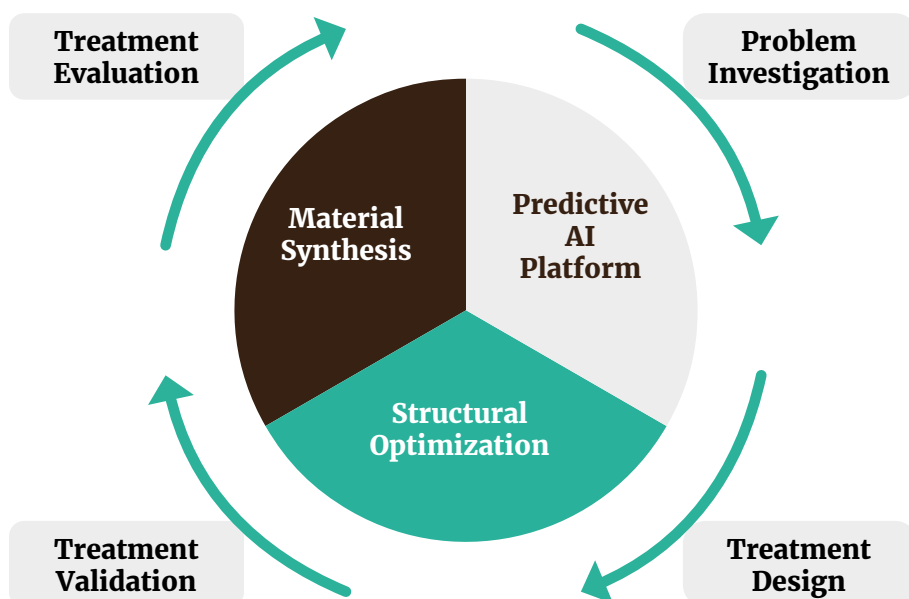 Treatment
Evaluation
Problem
Investigation
Material
Synthesis
Predictive
AI
Platform
Structural
Optimization
Treatment
Validation
Treatment
Design